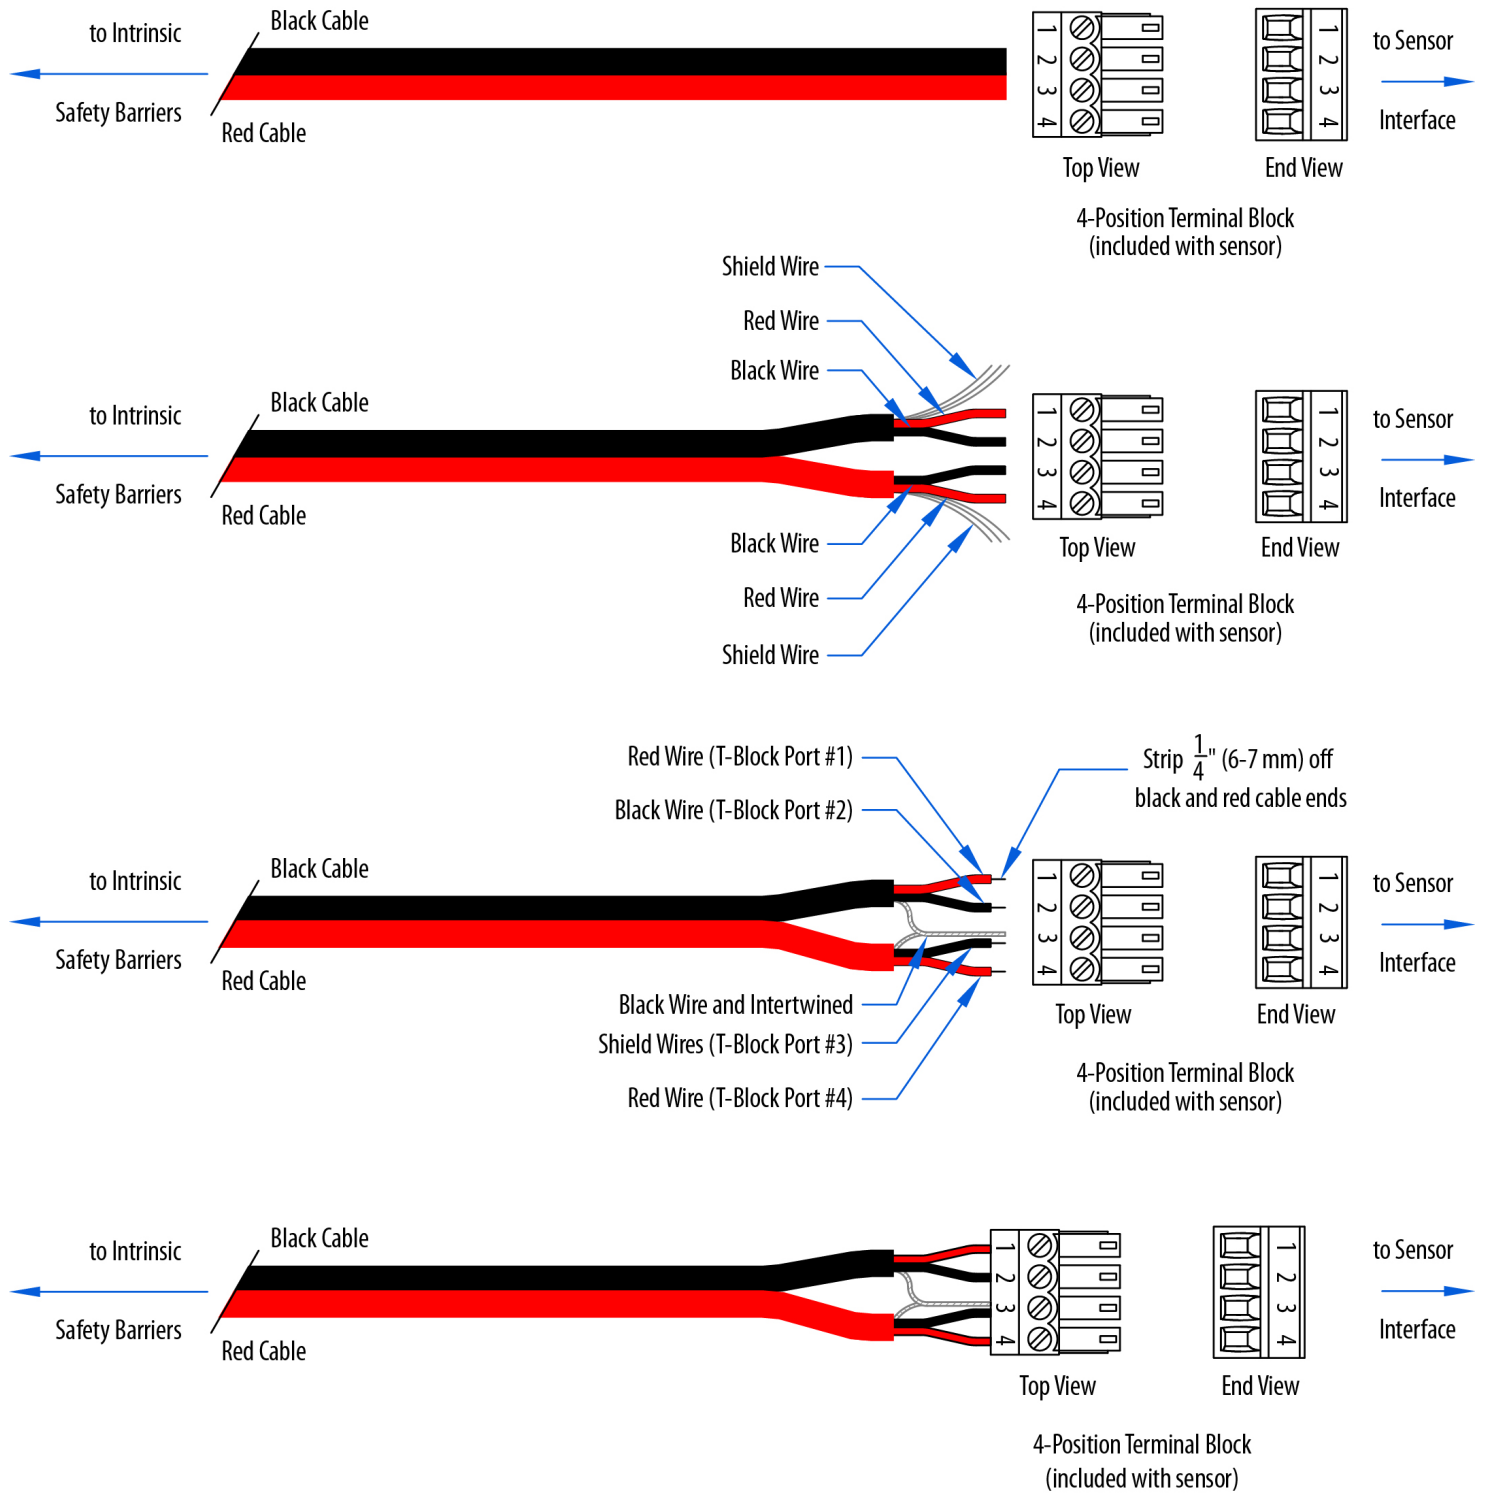 Black Cable
to Intrinsic
Safety Barriers
Red Cable
1
2
3
4
1
2
3
4
to Sensor
Interface
Top View
End View
4-Position Terminal Block
(included with sensor)
Shield Wire
Red Wire
Black Wire
Black Cable
to Intrinsic
Safety Barriers
Red Cable
Black Wire
Red Wire
Shield Wire
1
2
3
4
1
2
3
4
to Sensor
Interface
Top View
End View
4-Position Terminal Block
(included with sensor)
Red Wire (T-Block Port #1)
Black Wire (T-Block Port #2)
Strip 1/4" (6-7 mm) off
black and red cable ends
Black Cable
to Intrinsic
Safety Barriers
Red Cable
Black Wire and Intertwined
Shield Wires (T-Block Port #3)
Red Wire (T-Block Port #4)
1
2
3
4
1
2
3
4
to Sensor
Interface
Top View
End View
4-Position Terminal Block
(included with sensor)
Black Cable
to Intrinsic
Safety Barriers
Red Cable
1
2
3
4
1
2
3
4
to Sensor
Interface
Top View
End View
4-Position Terminal Block
(included with sensor)